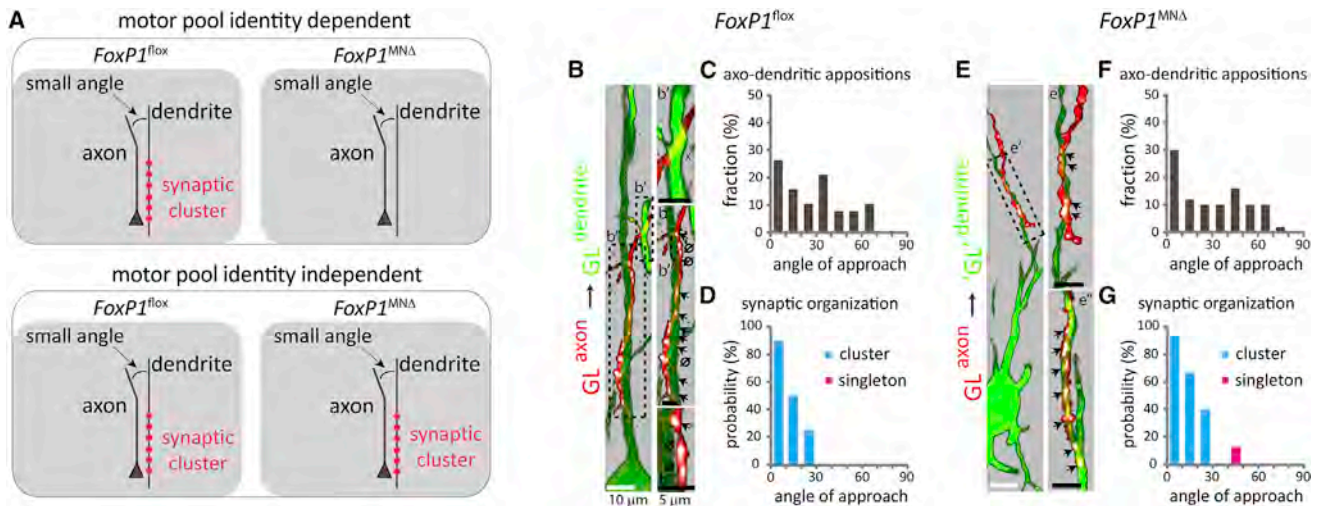 A
motor pool identity dependent
FoxP1flox
FoxP1MNΔ
small angle
dendrite
axon
synaptic
cluster
small angle
dendrite
axon
motor pool identity independent
FoxP1flox
FoxP1MNΔ
small angle
dendrite
axon
synaptic
cluster
small angle
dendrite
axon
synaptic
cluster
FoxP1flox
B
GL axon → GL dendrite
b'
b
b'
10 µm
5 µm
C
axo-dendritic appositions
fraction (%)
50
40
30
20
10
0
0
30
60
90
angle of approach
D
synaptic organization
probability (%)
100
80
60
40
20
0
cluster
singleton
0
30
60
90
angle of approach
FoxP1MNΔ
E
GL axon → 'GL' dendrite
e'
e'
e"
F
axo-dendritic appositions
fraction (%)
50
40
30
20
10
0
0
30
60
90
angle of approach
G
synaptic organization
probability (%)
100
80
60
40
20
0
cluster
singleton
0
30
60
90
angle of approach